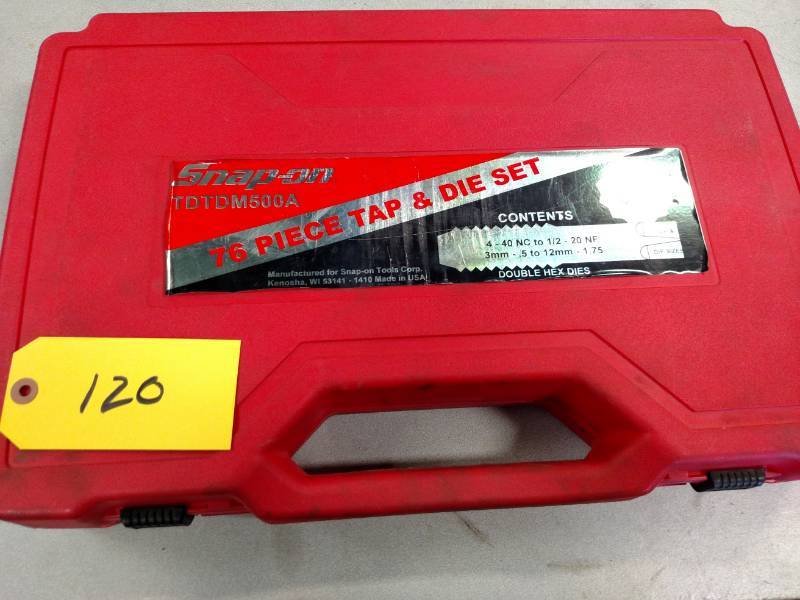 Snap-on
TDTDM500A
76 PIECE TAP & DIE SET
CONTENTS
4 - 40 NC to 1/2 - 20 NF
3mm - .5 to 12mm - 1.75
DIE SIZES
DOUBLE HEX DIES
Manufactured for Snap-on Tools Corp.
Kenosha, WI 53141 - 1410 Made in USA
120